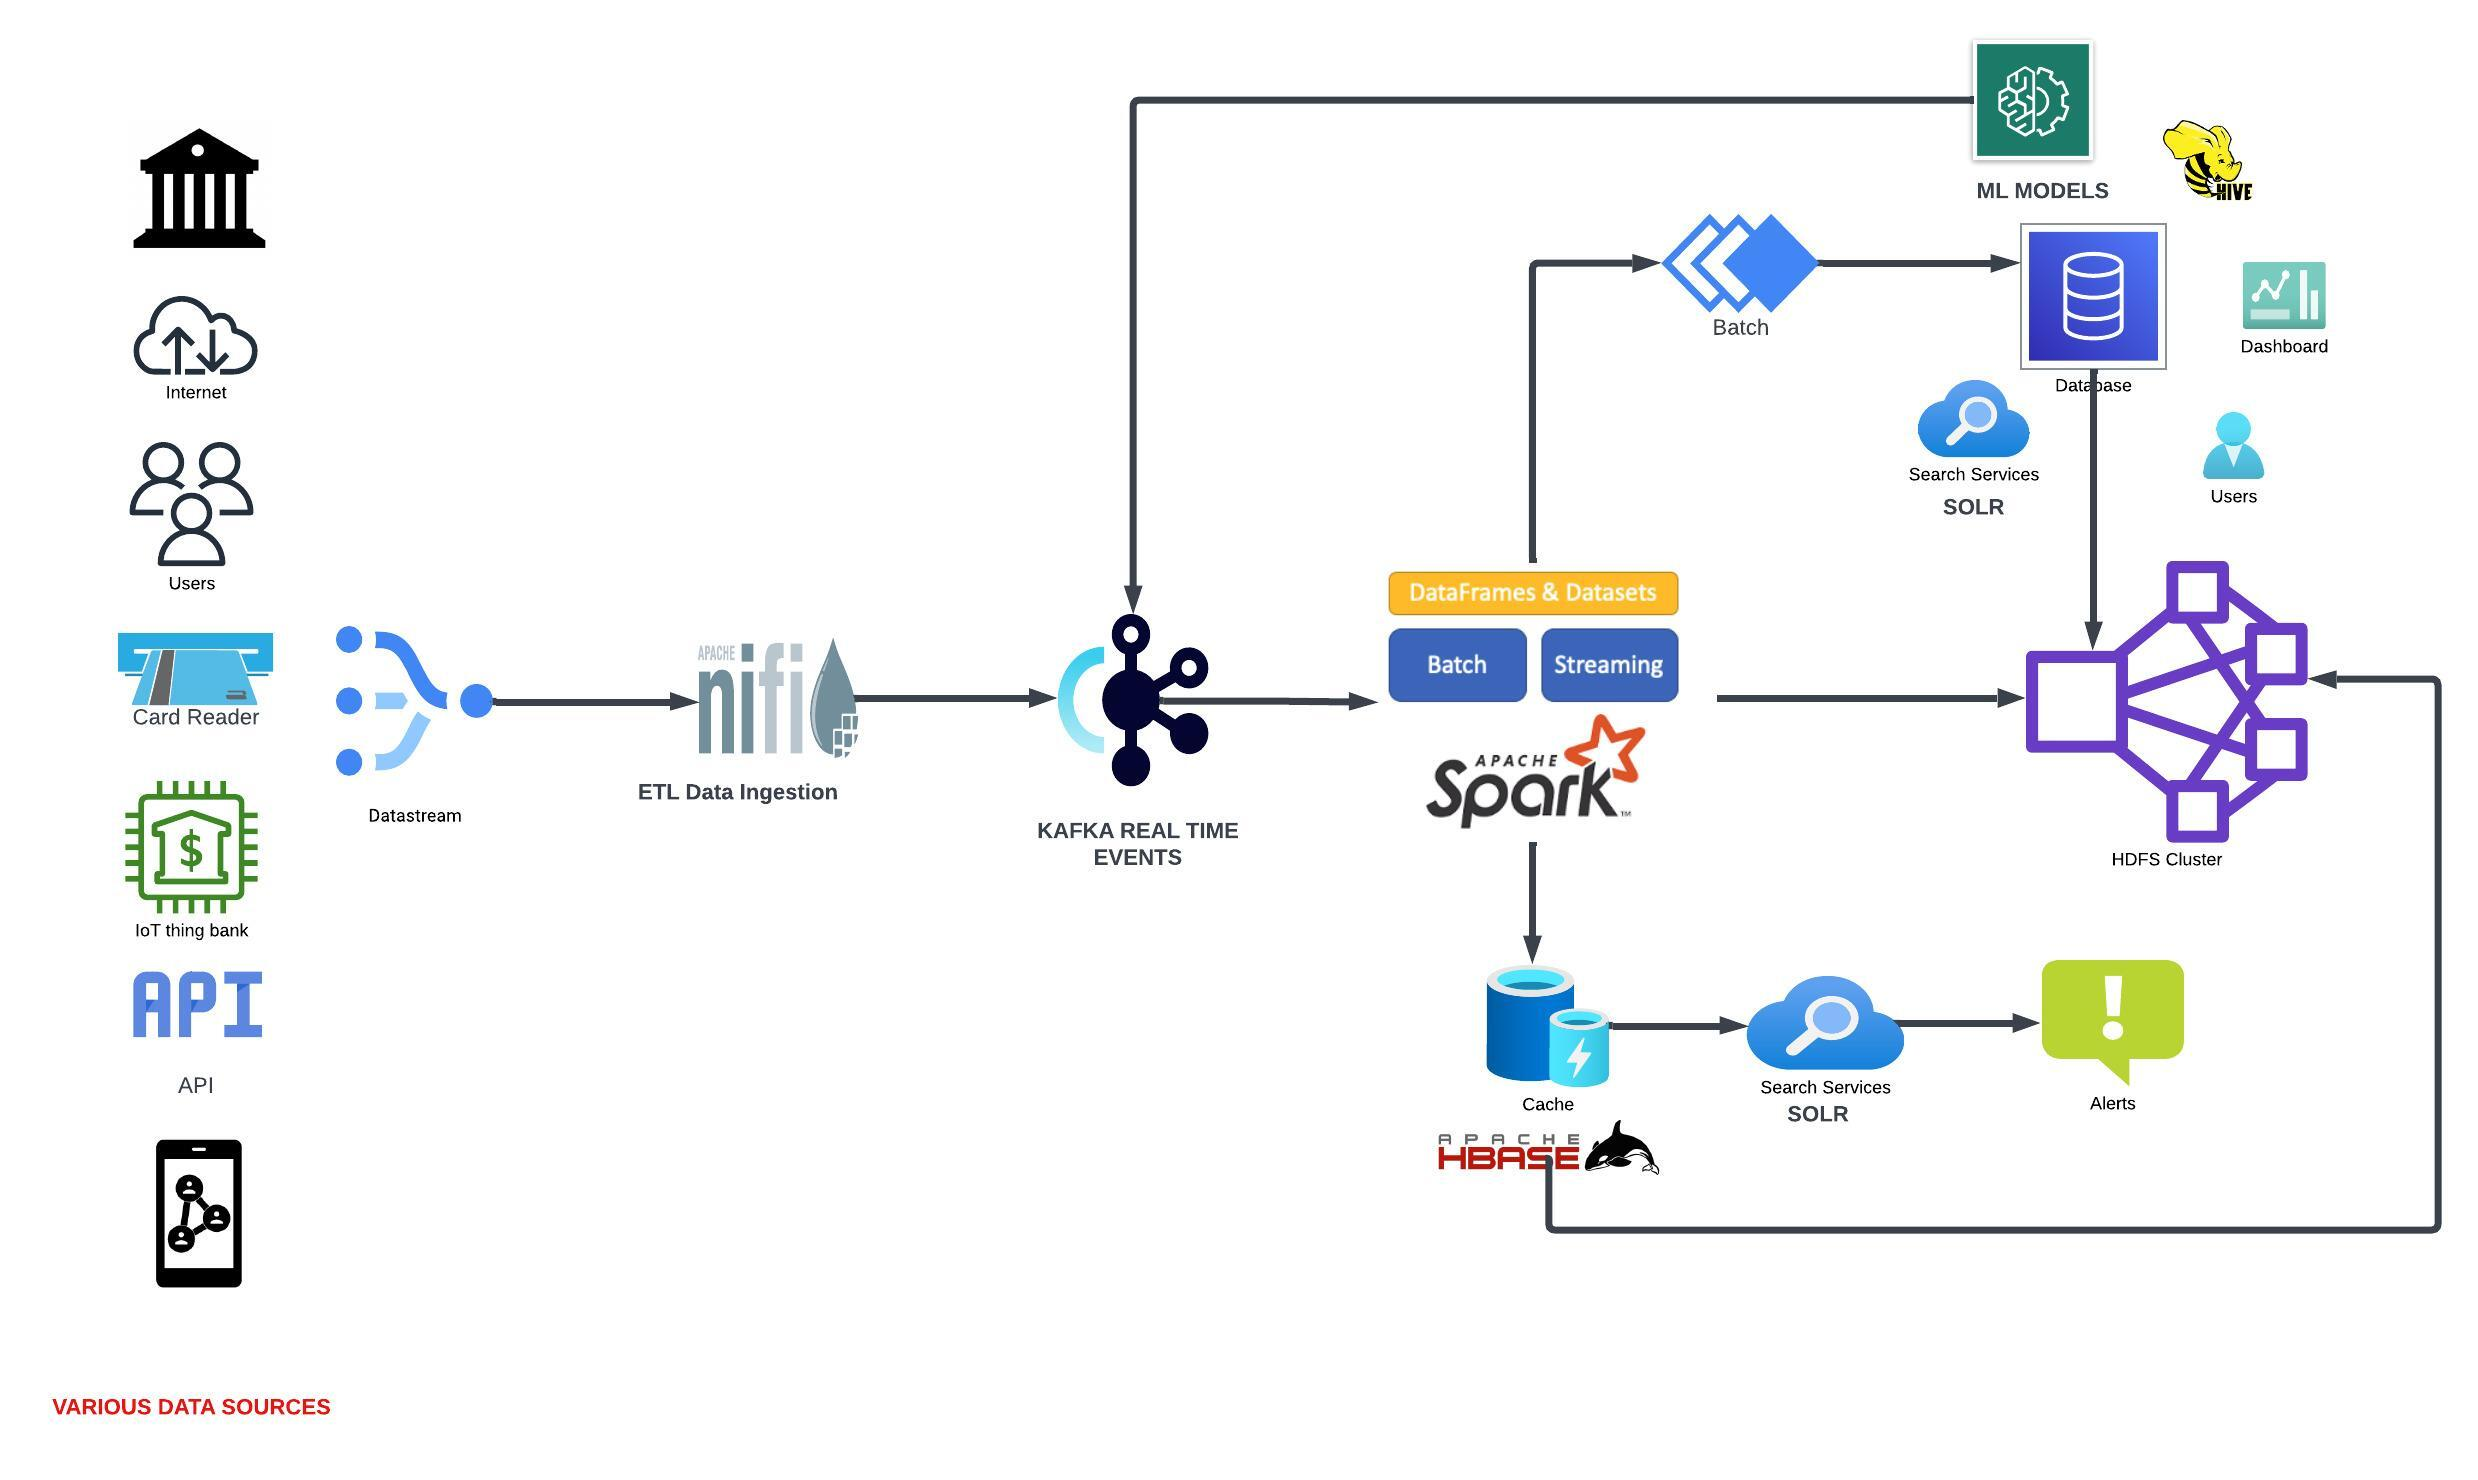 ML MODELS
HIVE
Batch
Dashboard
Database
Internet
Search Services
SOLR
Users
Users
DataFrames & Datasets
Batch
Streaming
APACHE
nifi
Card Reader
APACHE
Spark™
ETL Data Ingestion
Datastream
KAFKA REAL TIME
EVENTS
$
HDFS Cluster
IoT thing bank
API
API
!
Cache
Search Services
SOLR
Alerts
APACHE
HBASE
VARIOUS DATA SOURCES